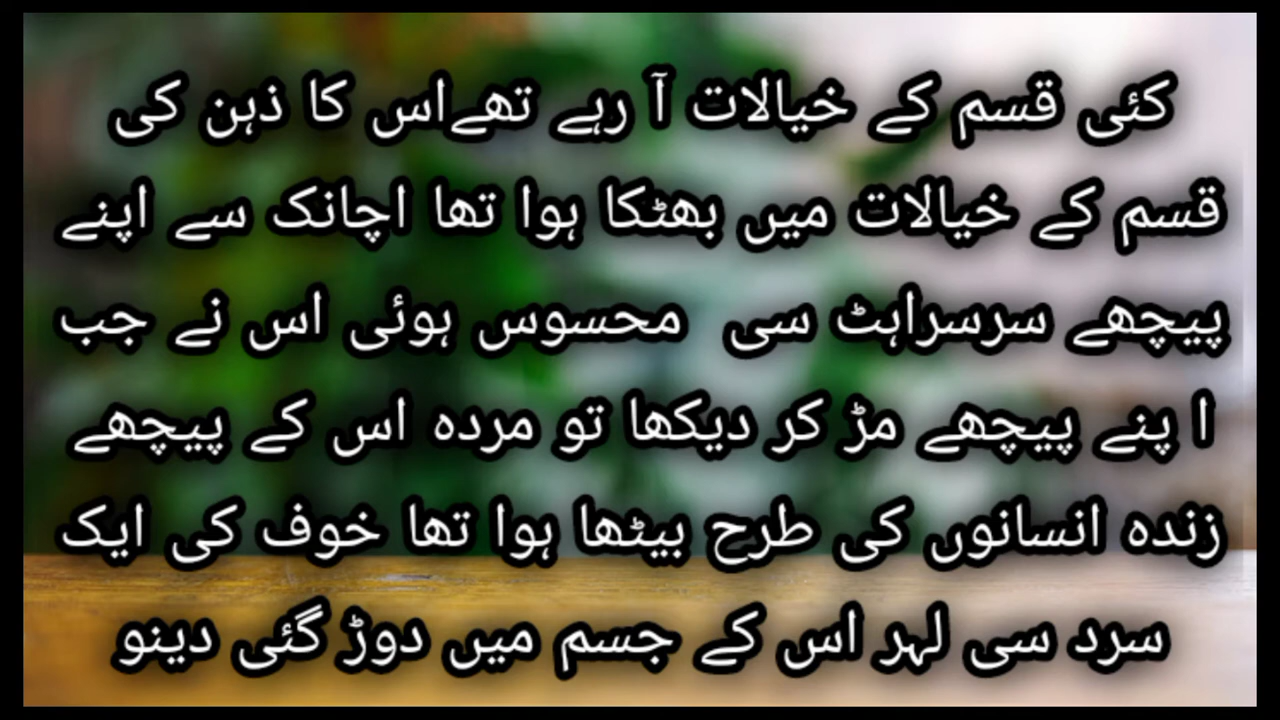 کئی قسم کے خیالات آ رہے تھےاس کا ذہن کی
قسم کے خیالات میں بھٹکا ہوا تھا اچانک سے اپنے
پیچھے سرسراہٹ سی محسوس ہوئی اس نے جب
ا پنے پیچھے مڑ کر دیکھا تو مردہ اس کے پیچھے
زندہ انسانوں کی طرح بیٹھا ہوا تھا خوف کی ایک
سرد سی لہر اس کے جسم میں دوڑ گئی دینو